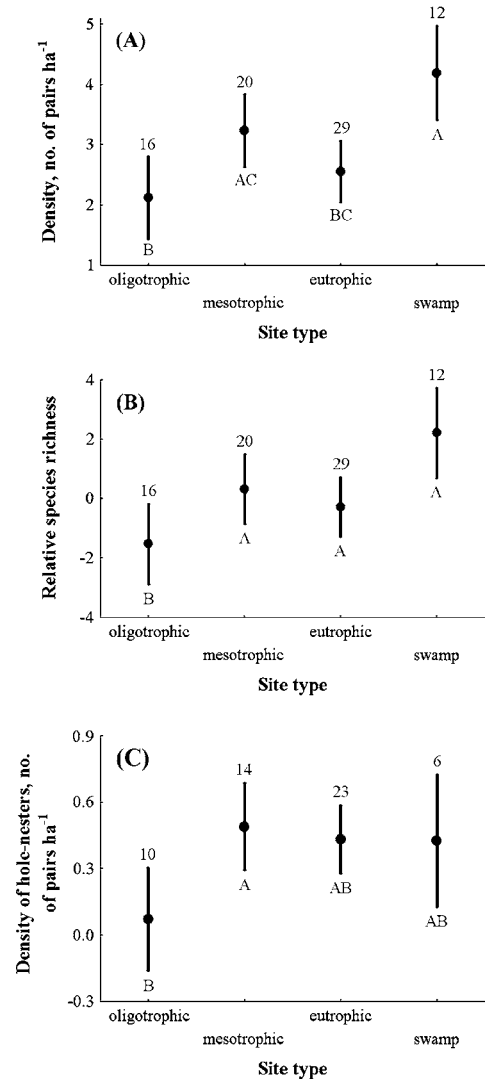 (A)
Density, no. of pairs ha⁻¹
5
4
3
2
1
16
20
29
12
B
AC
BC
A
oligotrophic
eutrophic
mesotrophic
swamp
Site type
(B)
Relative species richness
4
2
0
-2
-4
16
20
29
12
B
A
A
A
oligotrophic
eutrophic
mesotrophic
swamp
Site type
(C)
Density of hole-nesters, no.
of pairs ha⁻¹
0.9
0.6
0.3
0.0
-0.3
10
14
23
6
B
A
AB
AB
oligotrophic
eutrophic
mesotrophic
swamp
Site type